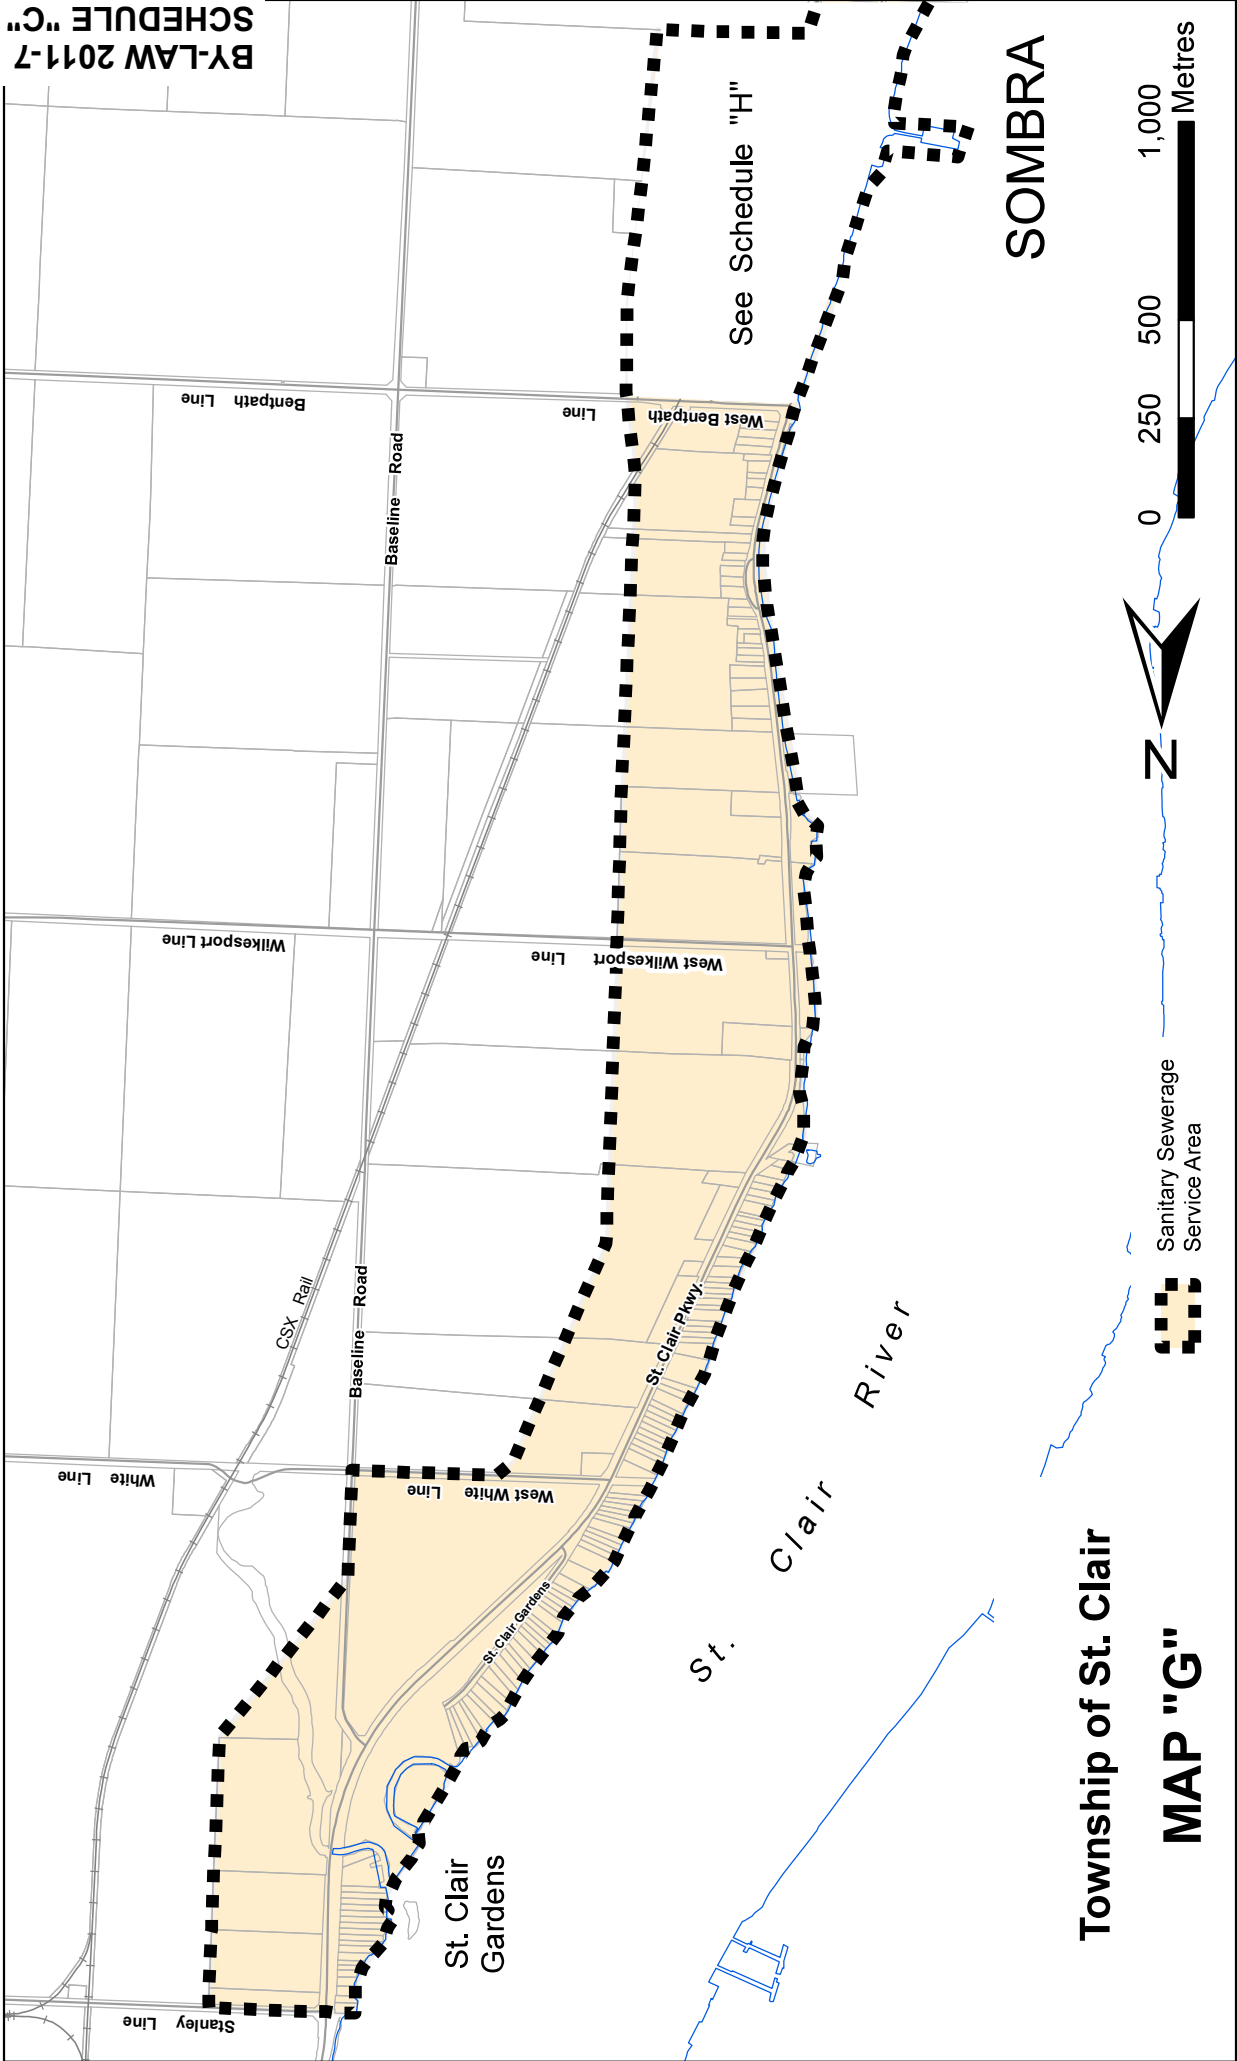 BY-LAW 2011-7
SCHEDULE "C"
See Schedule "H"
SOMBRA
Bentpath Line
West Bentpath Line
Baseline Road
Wilkesport Line
West Wilkesport Line
CSX Rail
Baseline Road
White Line
West White Line
St. Clair Pkwy.
St. Clair Gardens
Stanley Line
St. Clair
Gardens
St. Clair River
0 250 500 1,000
Metres
N
Sanitary Sewerage
Service Area
Township of St. Clair
MAP "G"